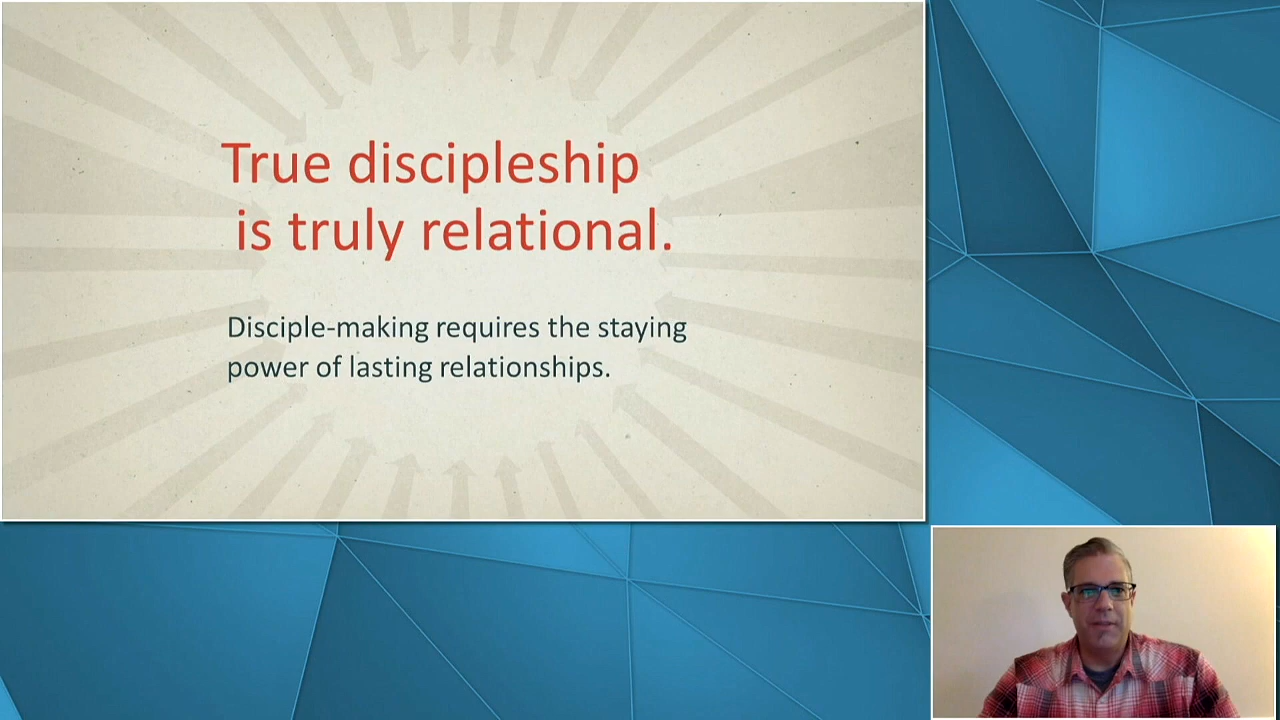 True discipleship
is truly relational.
Disciple-making requires the staying
power of lasting relationships.